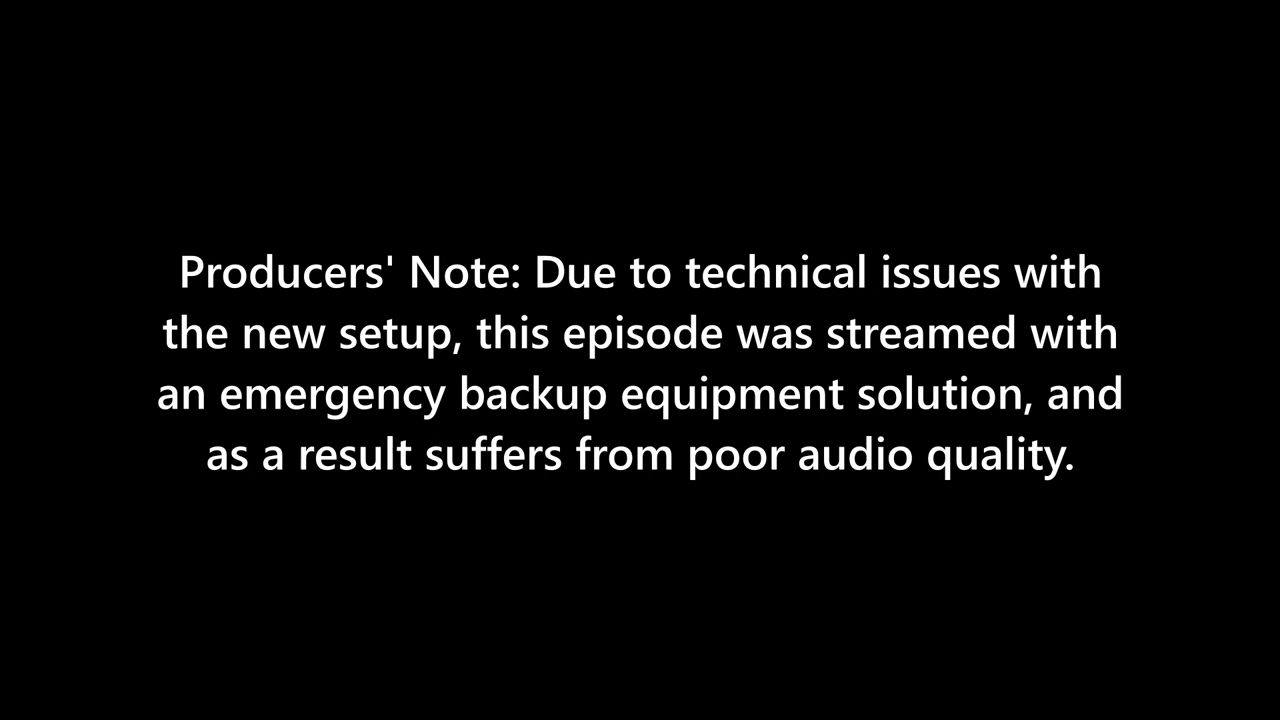 Producers' Note: Due to technical issues with
the new setup, this episode was streamed with
an emergency backup equipment solution, and
as a result suffers from poor audio quality.